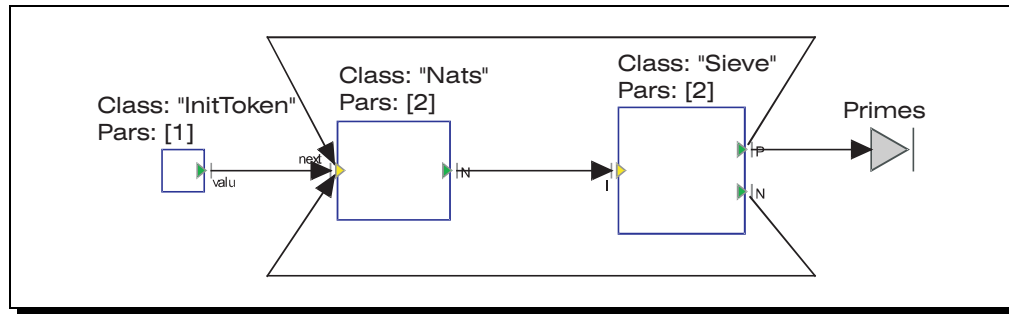 Class: "Sieve"
Pars: [2]
Class: "Nats"
Pars: [2]
Class: "InitToken"
Pars: [1]
Primes
next
valu
N
I
P
N